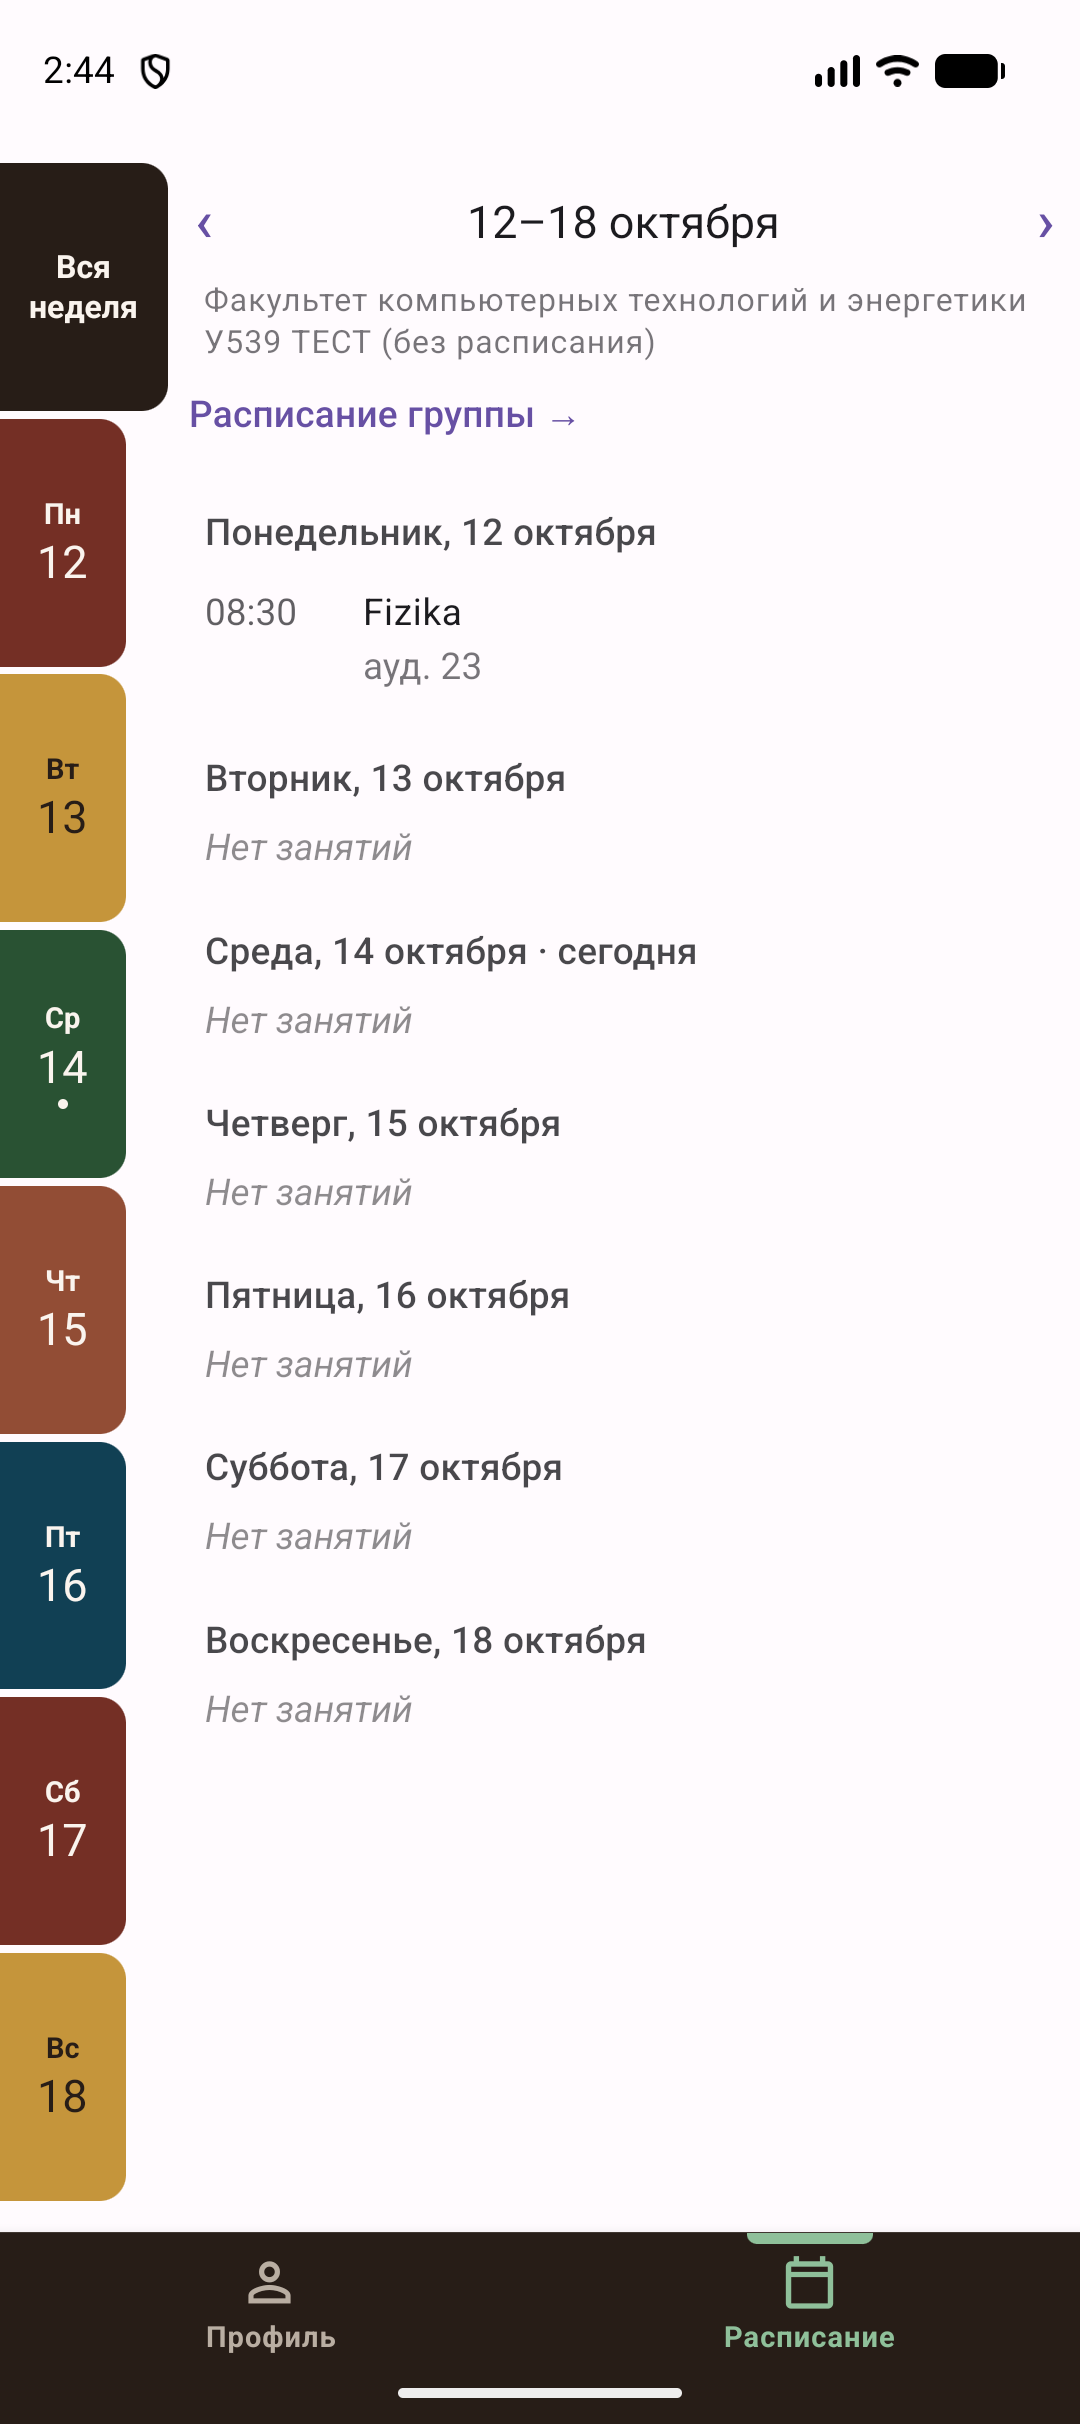 2:44
Вся
неделя
‹ 12–18 октября ›
Факультет компьютерных технологий и энергетики
У539 ТЕСТ (без расписания)
Расписание группы →
Пн
12
Вт
13
Ср
14
Чт
15
Пт
16
Сб
17
Вс
18
Понедельник, 12 октября
08:30 Fizika
ауд. 23
Вторник, 13 октября
Нет занятий
Среда, 14 октября · сегодня
Нет занятий
Четверг, 15 октября
Нет занятий
Пятница, 16 октября
Нет занятий
Суббота, 17 октября
Нет занятий
Воскресенье, 18 октября
Нет занятий
Профиль
Расписание